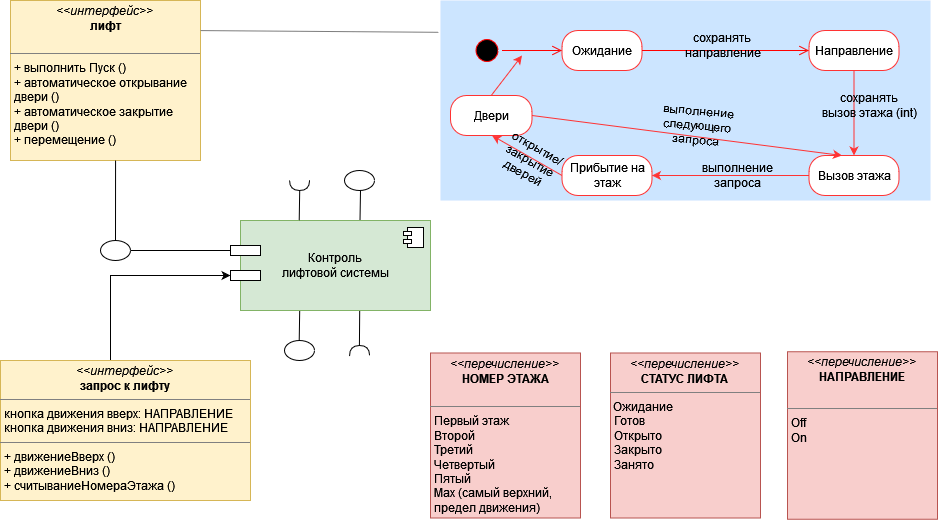 <<интерфейс>>
лифт
+ выполнить Пуск ()
+ автоматическое открывание
двери ()
+ автоматическое закрытие
двери ()
+ перемещение ()
Ожидание
сохранять
направление
Направление
сохранять
вызов этажа (int)
Двери
выполнение
следующего
запроса
открытие/
закрытие
дверей
Прибытие на
этаж
выполнение
запроса
Вызов этажа
Контроль
лифтовой системы
<<интерфейс>>
запрос к лифту
кнопка движения вверх: НАПРАВЛЕНИЕ
кнопка движения вниз: НАПРАВЛЕНИЕ
+ движениеВверх ()
+ движениеВниз ()
+ считываниеНомераЭтажа ()
<<перечисление>>
НОМЕР ЭТАЖА
Первый этаж
Второй
Третий
Четвертый
Пятый
Max (самый верхний,
предел движения)
<<перечисление>>
СТАТУС ЛИФТА
Ожидание
Готов
Открыто
Закрыто
Занято
<<перечисление>>
НАПРАВЛЕНИЕ
Off
On